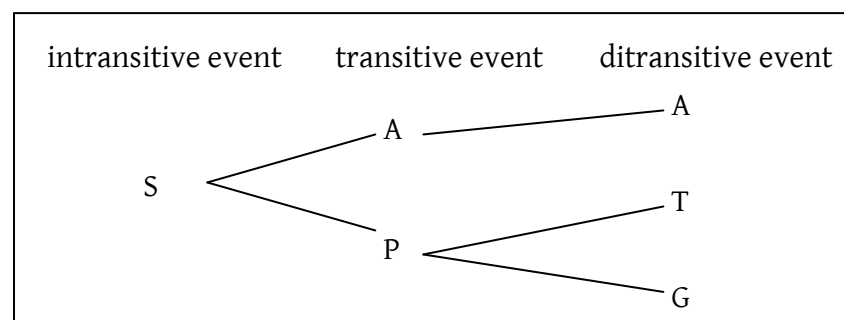 intransitive event transitive event ditransitive event
A
A
S
T
P
G